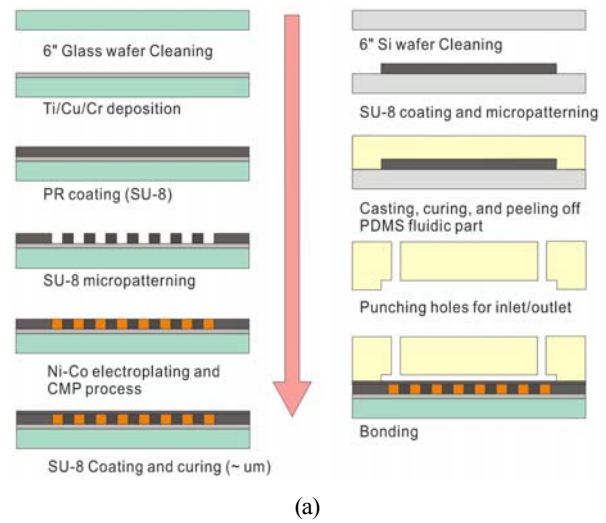 6" Glass wafer Cleaning
Ti/Cu/Cr deposition
PR coating (SU-8)
SU-8 micropatterning
Ni-Co electroplating and
CMP process
SU-8 Coating and curing (~ um)
6" Si wafer Cleaning
SU-8 coating and micropatterning
Casting, curing, and peeling off
PDMS fluidic part
Punching holes for inlet/outlet
Bonding
(a)